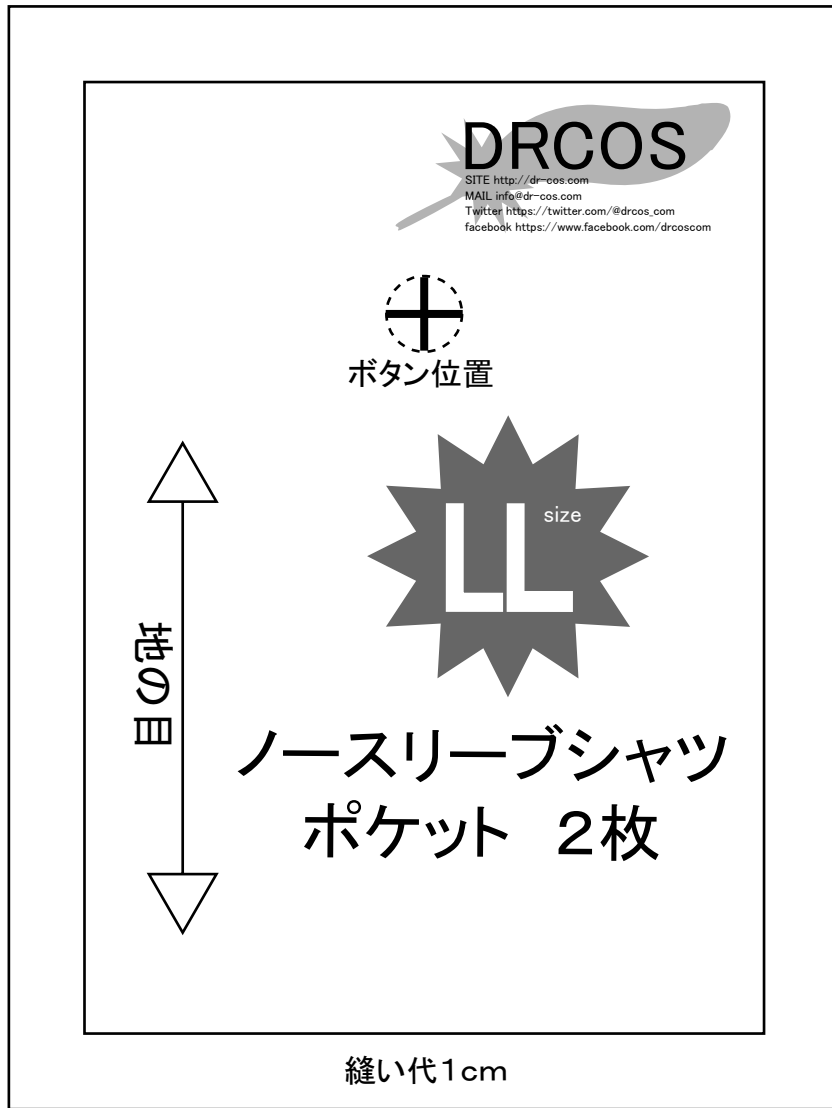 DRCOS
SITE http://dr-cos.com
MAIL info@dr-cos.com
Twitter https://twitter.com/@drcos_com
facebook https://www.facebook.com/drcoscom
ボタン位置
LL size
地の目
ノースリーブシャツ
ポケット　２枚
縫い代１cm